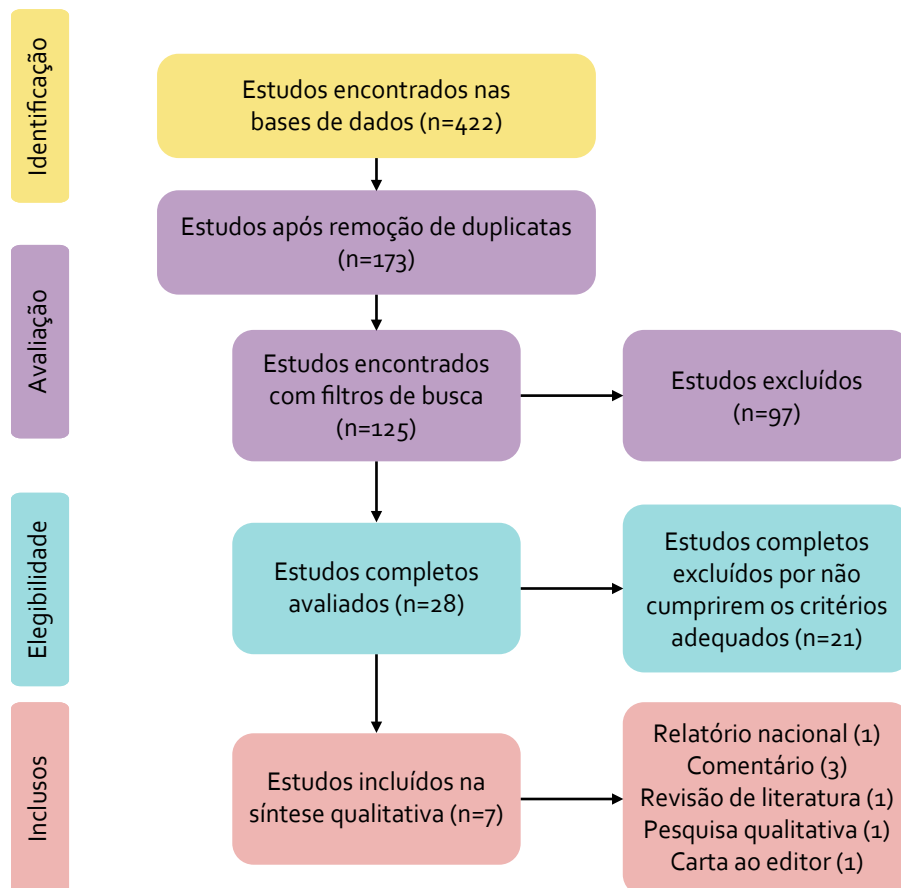 Identificação
Estudos encontrados nas
bases de dados (n=422)
Estudos após remoção de duplicatas
(n=173)
Avaliação
Estudos encontrados
com filtros de busca
(n=125)
Estudos excluídos
(n=97)
Elegibilidade
Estudos completos
avaliados (n=28)
Estudos completos
excluídos por não
cumprirem os critérios
adequados (n=21)
Inclusos
Estudos incluídos na
síntese qualitativa (n=7)
Relatório nacional (1)
Comentário (3)
Revisão de literatura (1)
Pesquisa qualitativa (1)
Carta ao editor (1)